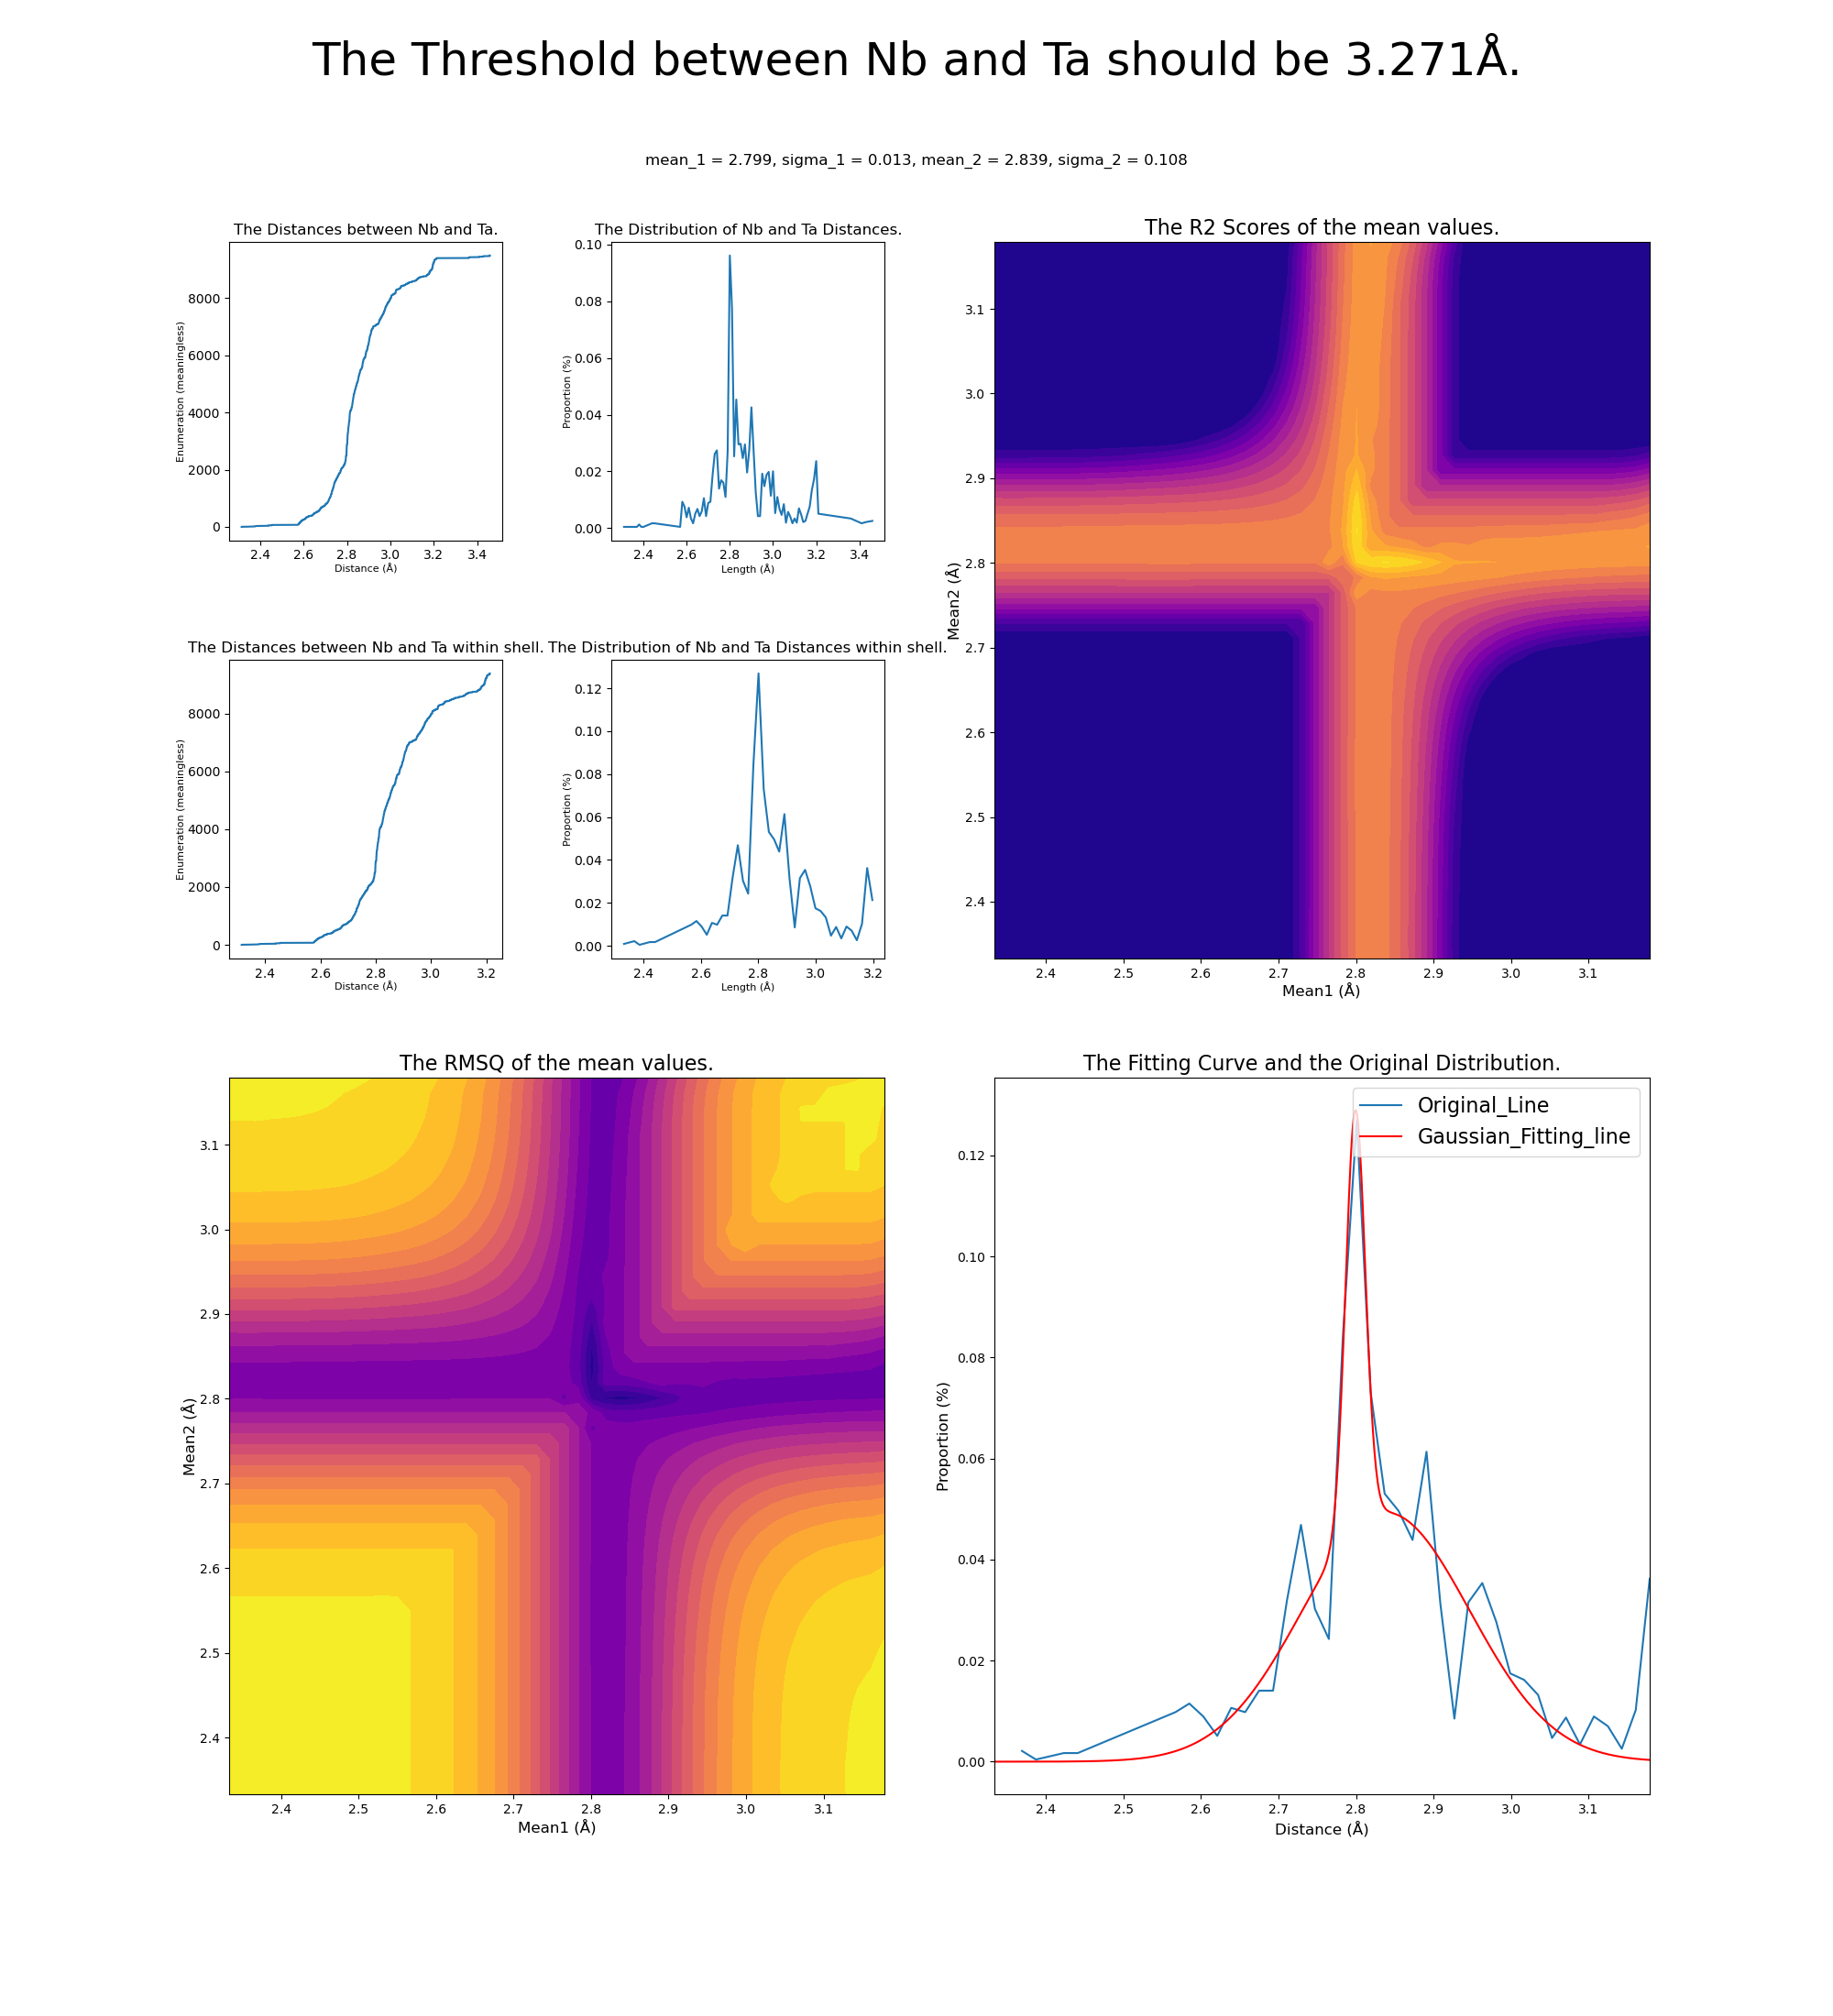 The Threshold between Nb and Ta should be 3.271Å.
mean_1 = 2.799, sigma_1 = 0.013, mean_2 = 2.839, sigma_2 = 0.108
The Distances between Nb and Ta.
Enumeration (meaningless)
8000
6000
4000
2000
0
2.4 2.6 2.8 3.0 3.2 3.4
Distance (Å)
The Distribution of Nb and Ta Distances.
Proportion (%)
0.10
0.08
0.06
0.04
0.02
0.00
2.4 2.6 2.8 3.0 3.2 3.4
Length (Å)
The R2 Scores of the mean values.
Mean2 (Å)
3.1
3.0
2.9
2.8
2.7
2.6
2.5
2.4
2.4 2.5 2.6 2.7 2.8 2.9 3.0 3.1
Mean1 (Å)
The Distances between Nb and Ta within shell.
Enumeration (meaningless)
8000
6000
4000
2000
0
2.4 2.6 2.8 3.0 3.2
Distance (Å)
The Distribution of Nb and Ta Distances within shell.
Proportion (%)
0.12
0.10
0.08
0.06
0.04
0.02
0.00
2.4 2.6 2.8 3.0 3.2
Length (Å)
The RMSQ of the mean values.
Mean2 (Å)
3.1
3.0
2.9
2.8
2.7
2.6
2.5
2.4
2.4 2.5 2.6 2.7 2.8 2.9 3.0 3.1
Mean1 (Å)
The Fitting Curve and the Original Distribution.
Original_Line
Gaussian_Fitting_line
Proportion (%)
0.12
0.10
0.08
0.06
0.04
0.02
0.00
2.4 2.5 2.6 2.7 2.8 2.9 3.0 3.1
Distance (Å)